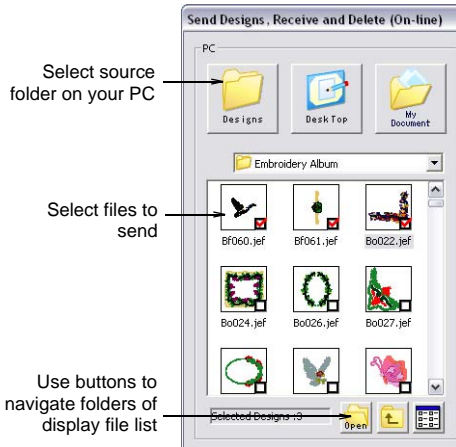 Send Designs, Receive and Delete (On-line)
PC
Select source
folder on your PC
Designs
DeskTop
My
Document
Embroidery Album
Select files to
send
Bf060.jef
Bf061.jef
Bo022.jef
Bo024.jef
Bo026.jef
Bo027.jef
Use buttons to
navigate folders of
display file list
Selected Designs :3
Open